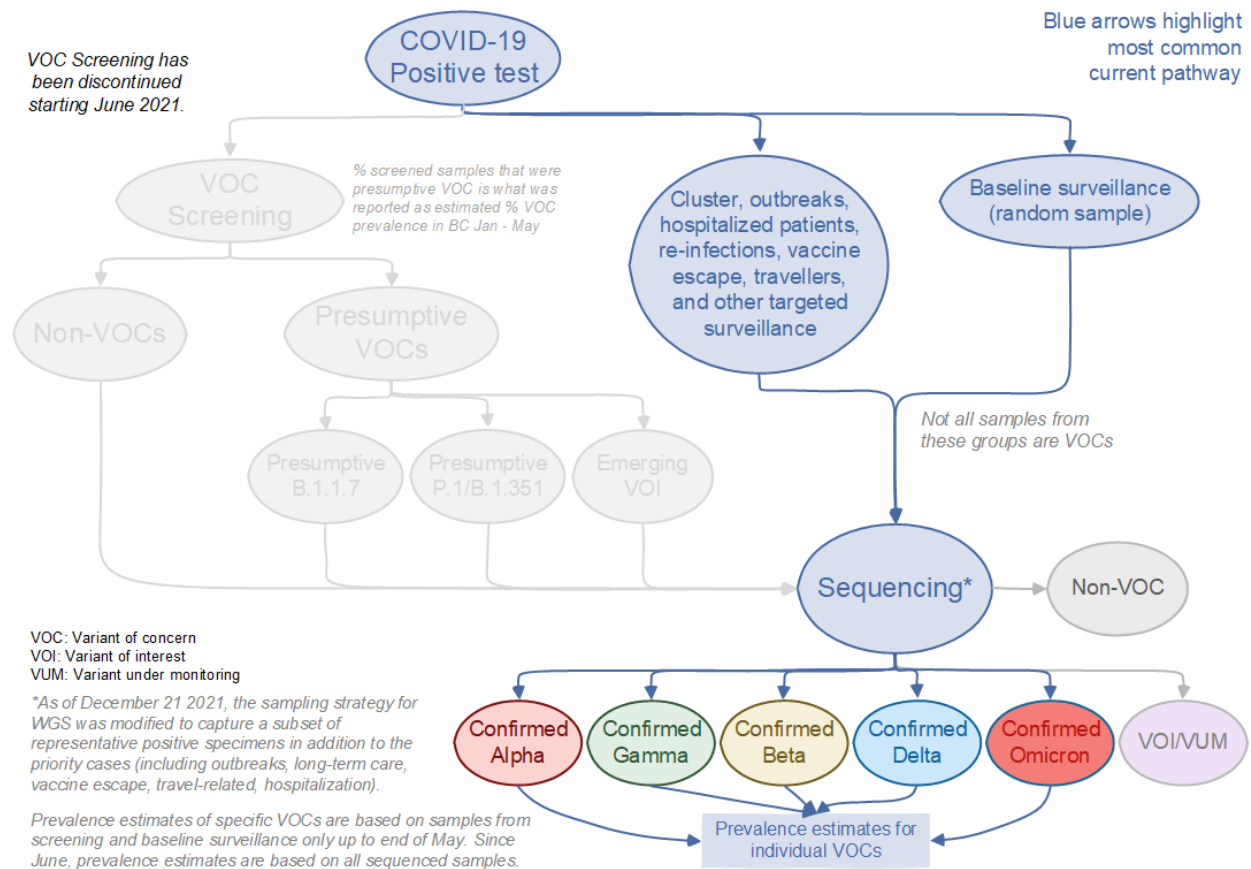 COVID-19
Positive test
Blue arrows highlight
most common
current pathway
VOC Screening has
been discontinued
starting June 2021.
VOC
Screening
% screened samples that were
presumptive VOC is what was
reported as estimated % VOC
prevalence in BC Jan - May
Cluster, outbreaks,
hospitalized patients,
re-infections, vaccine
escape, travellers,
and other targeted
surveillance
Baseline surveillance
(random sample)
Non-VOCs
Presumptive
VOCs
Not all samples from
these groups are VOCs
Presumptive
B.1.1.7
Presumptive
P.1/B.1.351
Emerging
VOI
Sequencing*
Non-VOC
VOC: Variant of concern
VOI: Variant of interest
VUM: Variant under monitoring
*As of December 21 2021, the sampling strategy for
WGS was modified to capture a subset of
representative positive specimens in addition to the
priority cases (including outbreaks, long-term care,
vaccine escape, travel-related, hospitalization).
Prevalence estimates of specific VOCs are based on samples from
screening and baseline surveillance only up to end of May. Since
June, prevalence estimates are based on all sequenced samples.
Confirmed
Alpha
Confirmed
Gamma
Confirmed
Beta
Confirmed
Delta
Confirmed
Omicron
VOI/VUM
Prevalence estimates for
individual VOCs